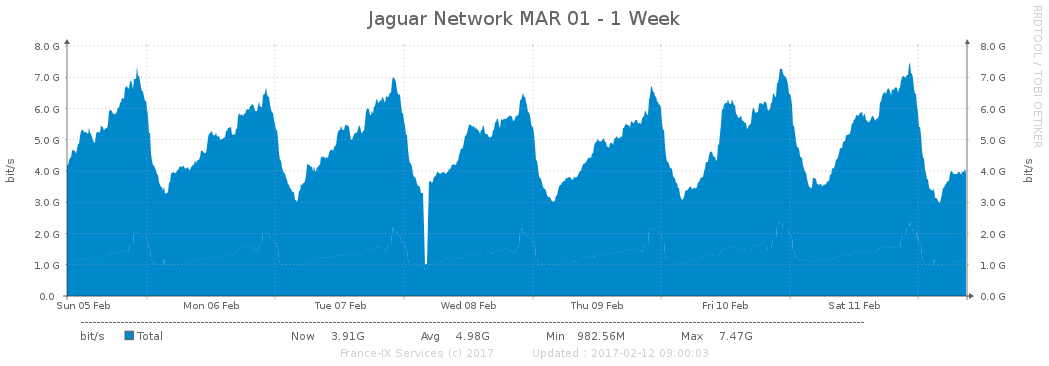 Jaguar Network MAR 01 - 1 Week
RRDTOOL / TOBI OETIKER
bit/s
8.0 G 8.0 G
7.0 G 7.0 G
6.0 G 6.0 G
5.0 G 5.0 G
4.0 G 4.0 G
3.0 G 3.0 G
2.0 G 2.0 G
1.0 G 1.0 G
0.0 0.0 G
bit/s
Sun 05 Feb Mon 06 Feb Tue 07 Feb Wed 08 Feb Thu 09 Feb Fri 10 Feb Sat 11 Feb
bit/s Total Now 3.91G Avg 4.98G Min 982.56M Max 7.47G
France-IX Services (c) 2017 Updated : 2017-02-12 09:00:03